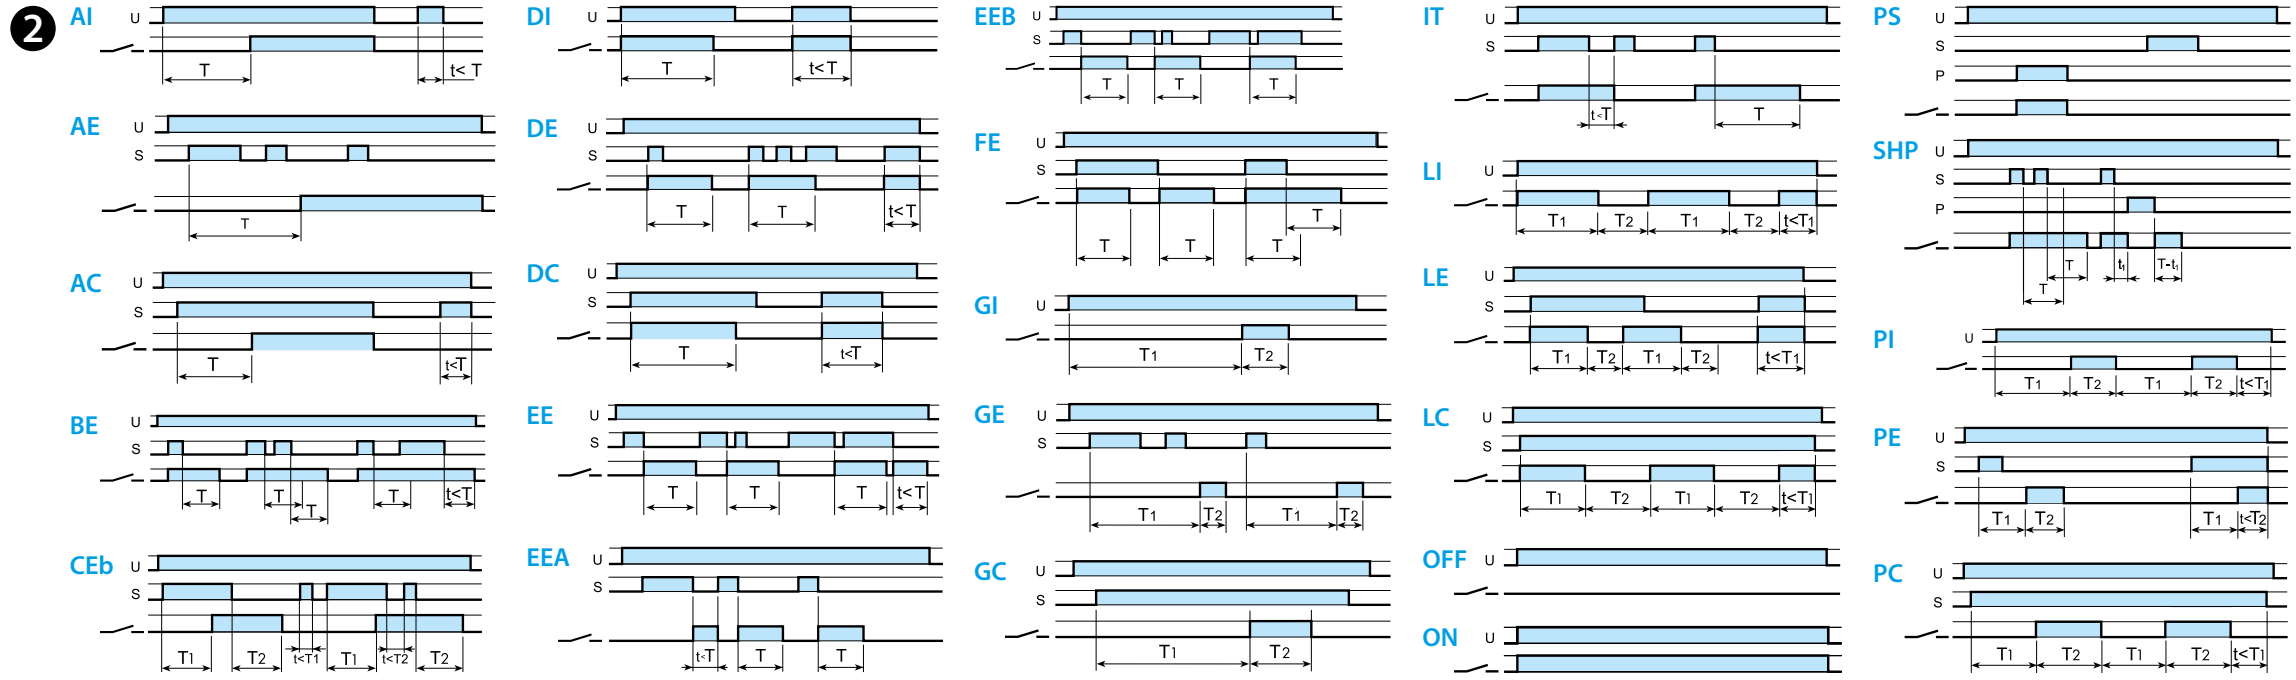 2
AI
U
T
t< T
AE
U
S
T
AC
U
S
T
t<T
BE
U
S
T
T
T
T
t<T
CEb
U
S
T1
T2
t<T1
T1
t<T2
T2
DI
U
T
t<T
DE
U
S
T
T
t<T
DC
U
S
T
t<T
EE
U
S
T
T
T
t<T
EEA
U
S
t<T
T
T
EEB
U
S
T
T
T
FE
U
S
T
T
T
T
GI
U
T1
T2
GE
U
S
T1
T2
T1
T2
GC
U
S
T1
T2
IT
U
S
t<T
T
LI
U
T1
T2
T1
T2
t<T1
LE
U
S
T1
T2
T1
T2
t<T1
LC
U
S
T1
T2
T1
T2
t<T1
OFF
U
ON
U
PS
U
S
P
SHP
U
S
P
T
t1
T-t1
T
PI
U
T1
T2
T1
T2
t<T1
PE
U
S
T1
T2
T1
t<T2
PC
U
S
T1
T2
T1
T2
t<T1